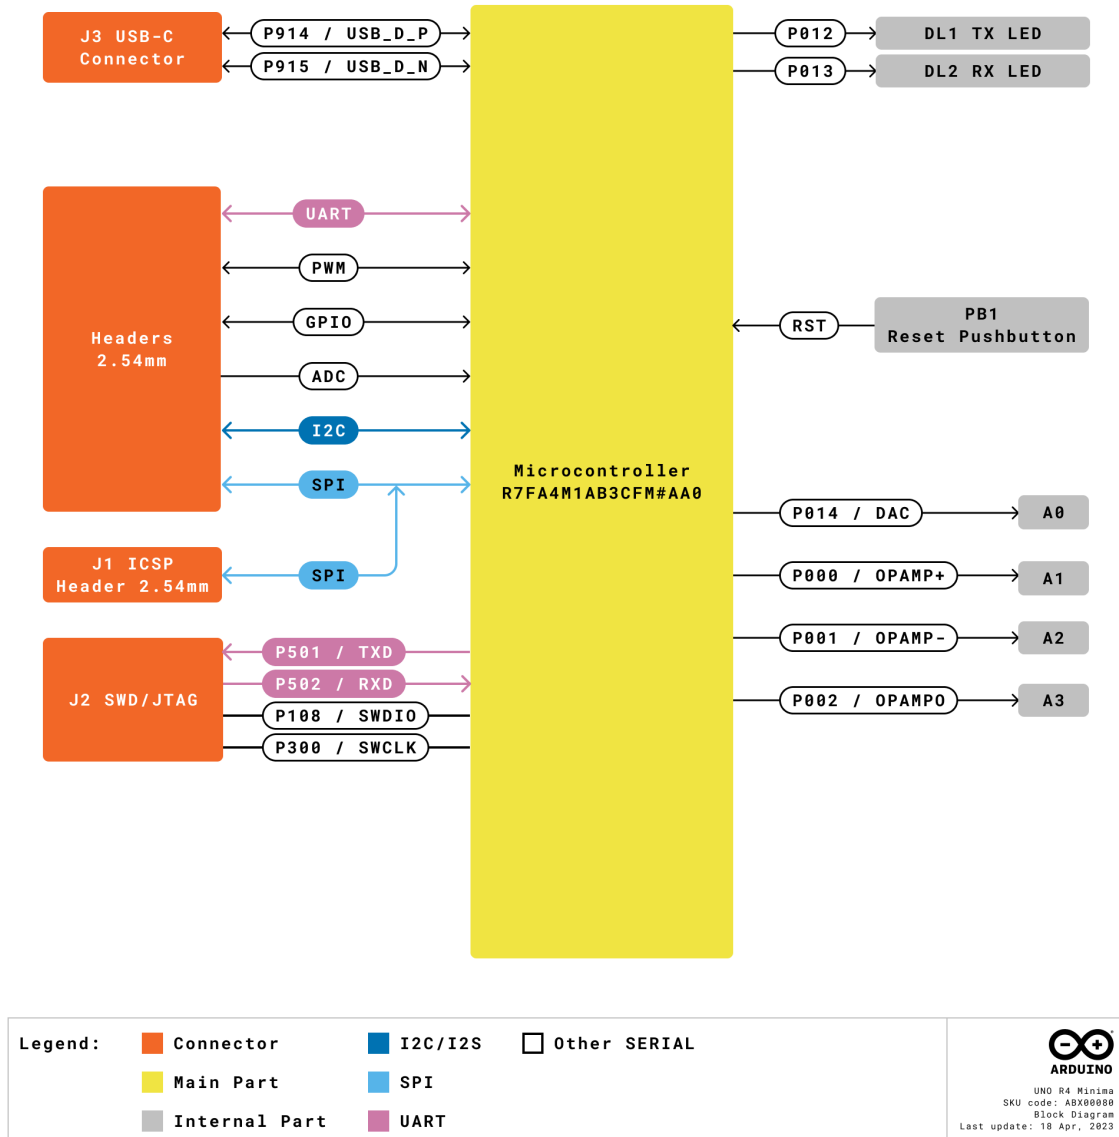 J3 USB-C
Connector
P914 / USB_D_P
P915 / USB_D_N
P012
DL1 TX LED
P013
DL2 RX LED
Headers
2.54mm
UART
PWM
GPIO
ADC
I2C
SPI
J1 ICSP
Header 2.54mm
SPI
J2 SWD/JTAG
P501 / TXD
P502 / RXD
P108 / SWDIO
P300 / SWCLK
Microcontroller
R7FA4M1AB3CFM#AA0
RST
PB1
Reset Pushbutton
P014 / DAC
A0
P000 / OPAMP+
A1
P001 / OPAMP-
A2
P002 / OPAMPO
A3
Legend:
Connector
Main Part
Internal Part
I2C/I2S
SPI
UART
Other SERIAL
ARDUINO
UNO R4 Minima
SKU code: ABX00080
Block Diagram
Last update: 18 Apr, 2023